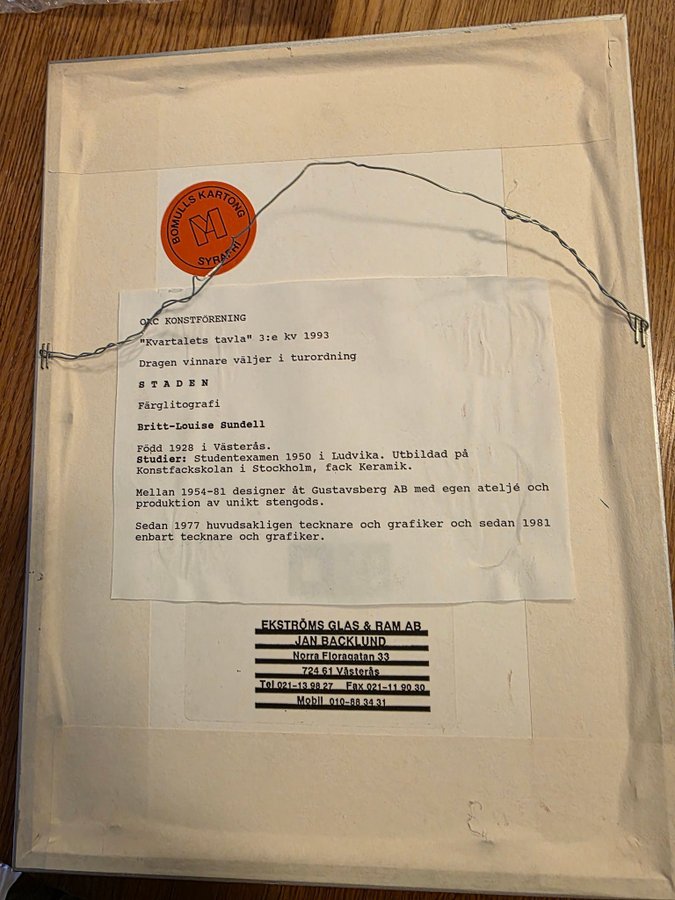 BOMULLS KARTONG
SYRAFRI
KONSTFÖRENING
"Kvartalets tavla" 3:e kv 1993
Dragen vinnare väljer i turordning
S T A D E N
Färglitografi
Britt-Louise Sundell
Född 1928 i Västerås.
Studier: Studentexamen 1950 i Ludvika. Utbildad på
Konstfackskolan i Stockholm, fack Keramik.
Mellan 1954-81 designer åt Gustavsberg AB med egen ateljé och
produktion av unikt stengods.
Sedan 1977 huvudsakligen tecknare och grafiker och sedan 1981
enbart tecknare och grafiker.
EKSTRÖMS GLAS & RAM AB
JAN BACKLUND
Norra Floragatan 33
724 61 Västerås
Tel 021-13 98 27 Fax 021-11 90 30
Mobil 010-88 34 31